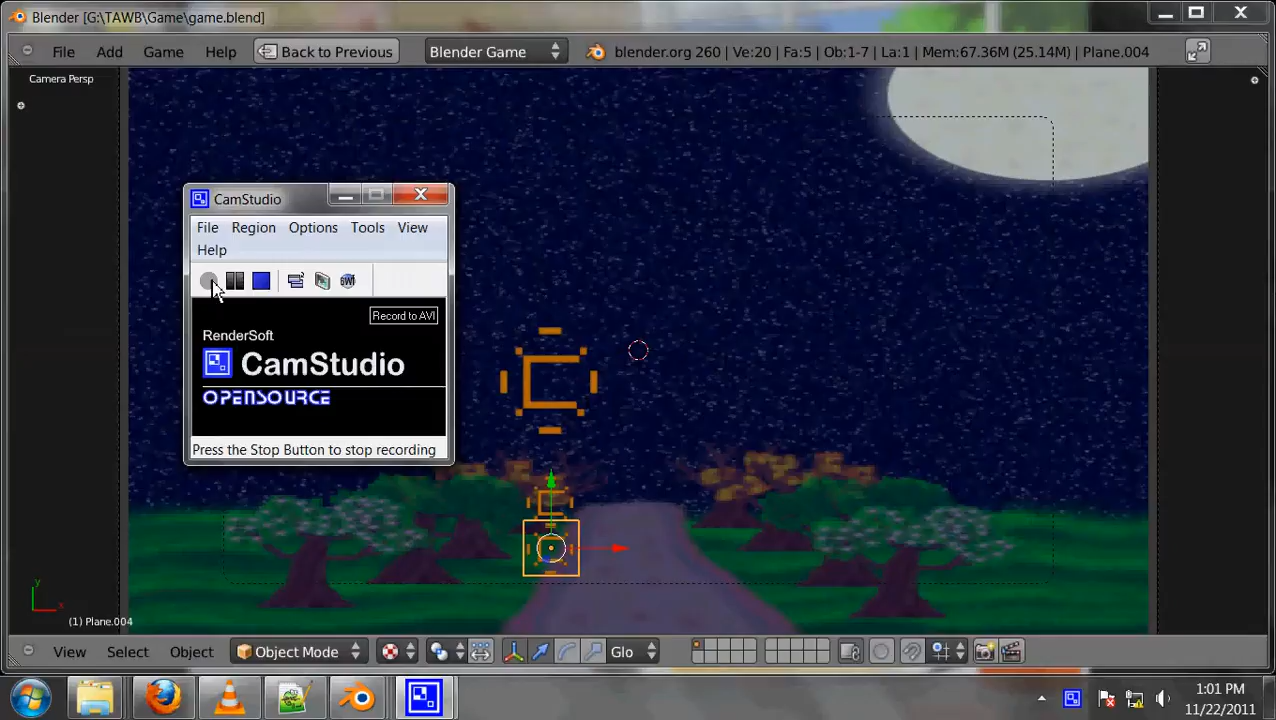 Blender [G:\TAWB\Game\game.blend]
File Add Game Help Back to Previous Blender Game blender.org 260 | Ve:20 | Fa:5 | Ob:1-7 | La:1 | Mem:67.36M (25.14M) | Plane.004
Camera Persp
CamStudio
File Region Options Tools View
Help
Record to AVI
RenderSoft
CamStudio
OPENSOURCE
Press the Stop Button to stop recording
y
x
(1) Plane.004
View Select Object Object Mode Glo
1:01 PM
11/22/2011